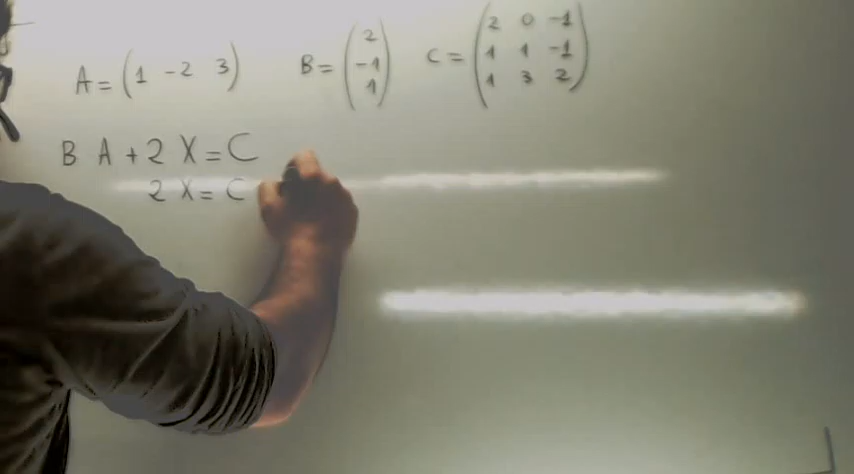 A = (1 -2 3) B = (2 -1 1) C = (2 0 -1 1 1 -1 1 3 2)
B A + 2 X = C
2 X = C